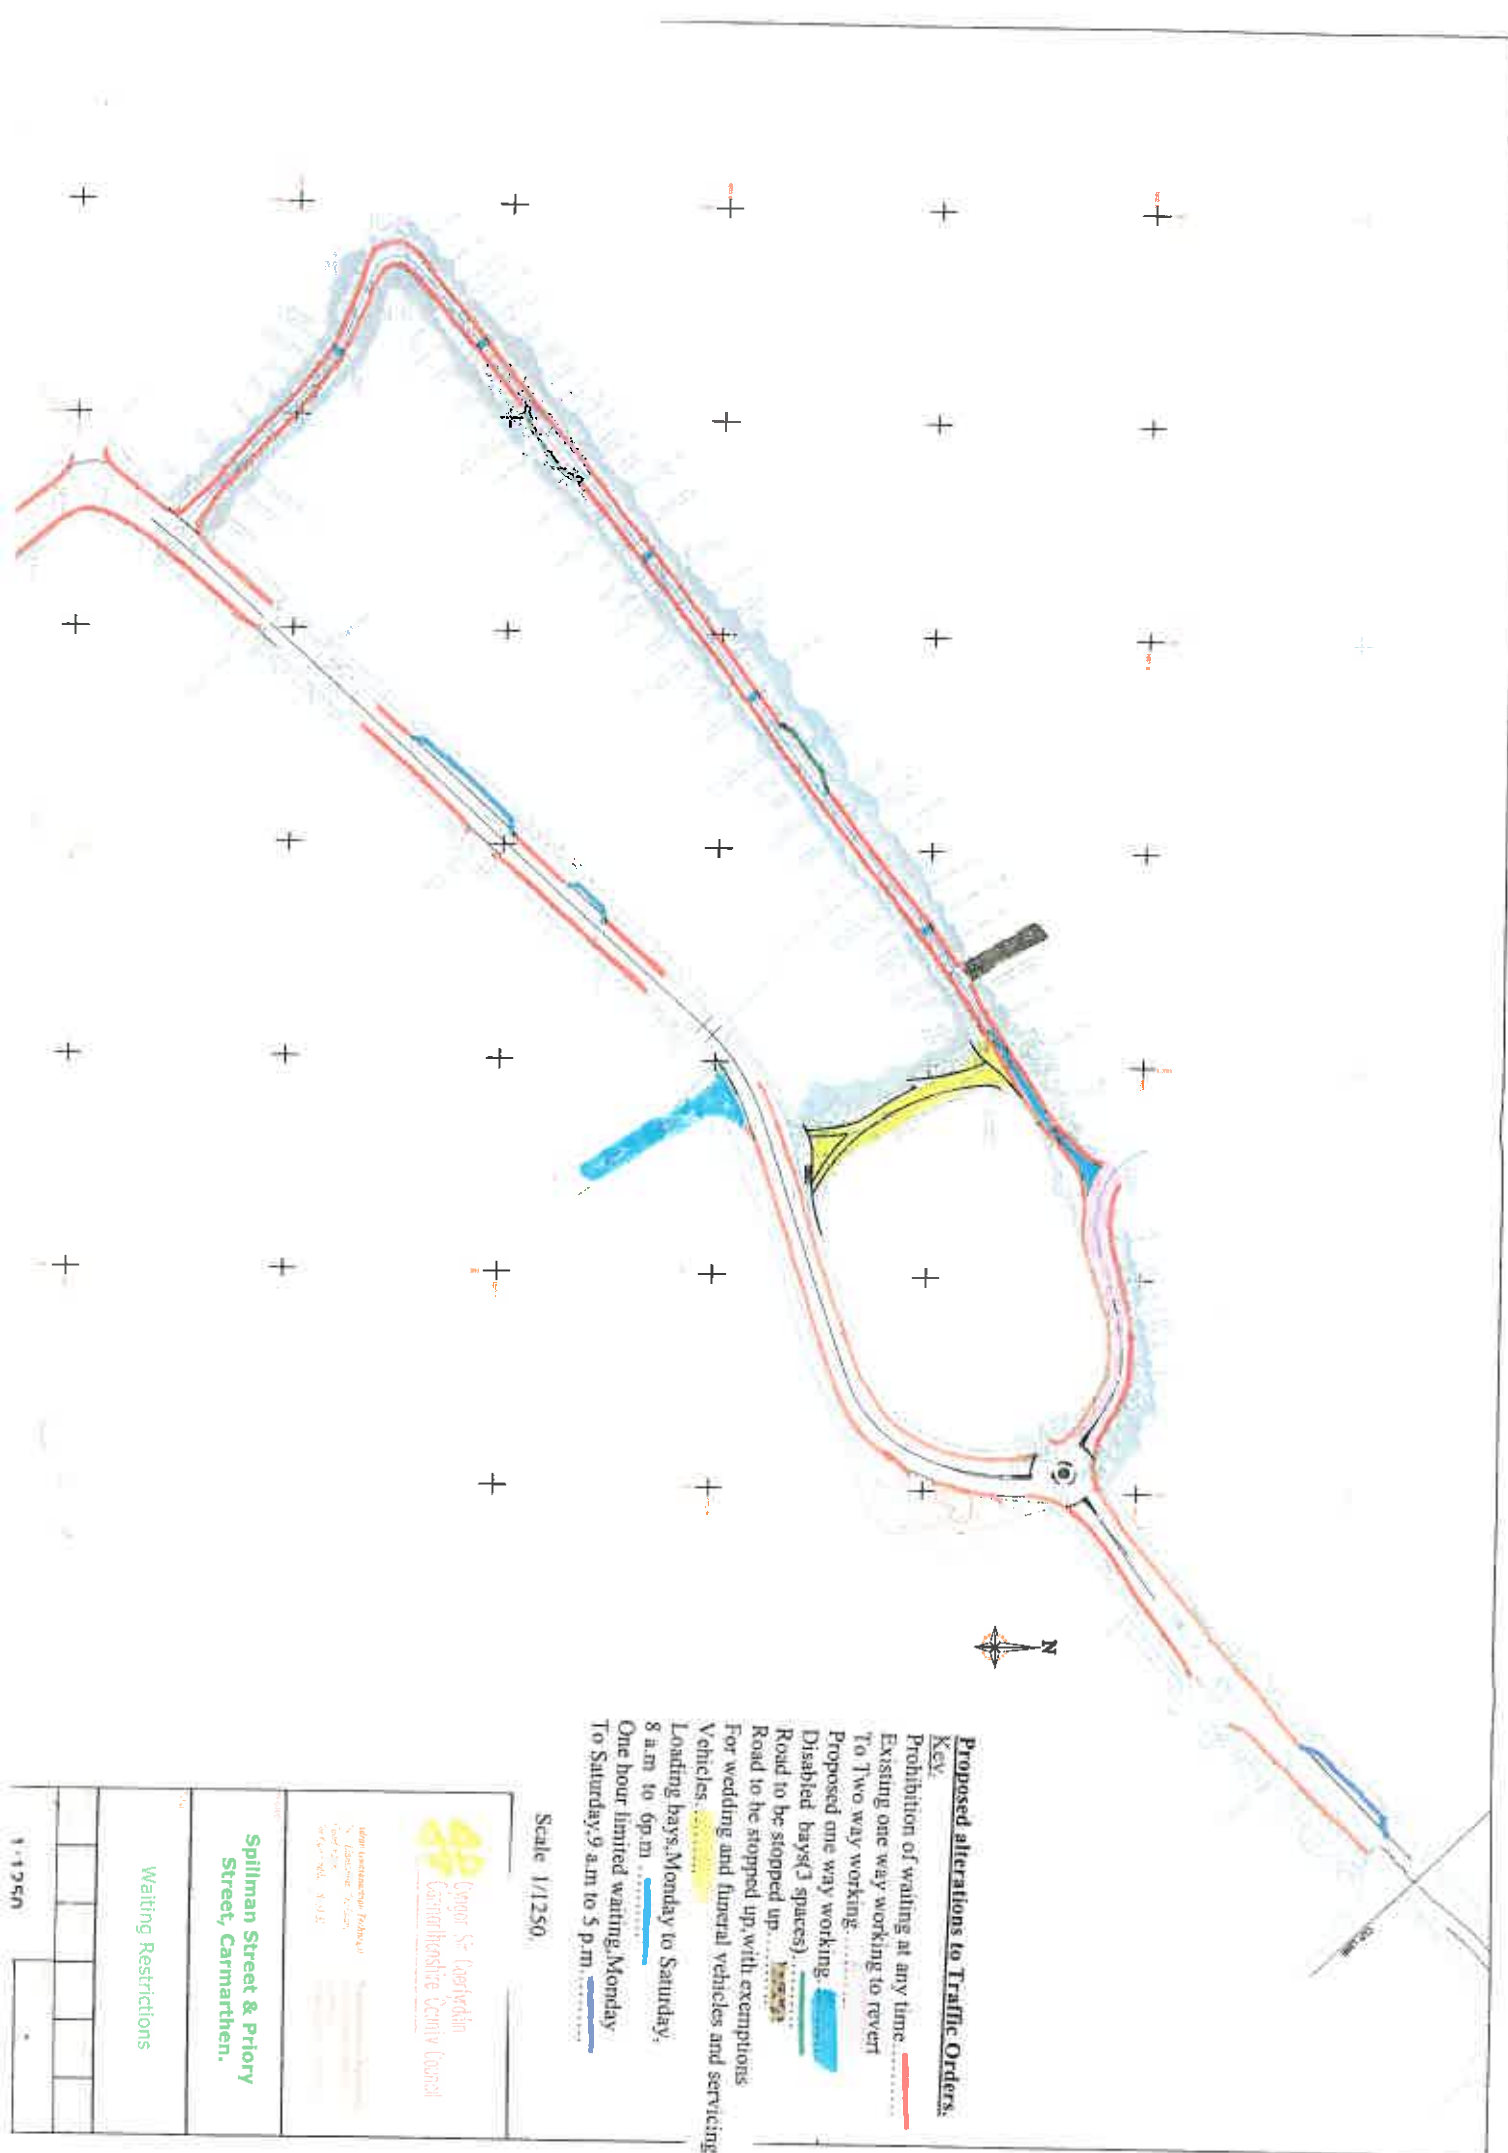 N
Proposed alterations to Traffic Orders.
Key.
Prohibition of waiting at any time.........
Existing one way working to revert
To Two way working............
Proposed one way working
Disabled bays(3 spaces)...........
Road to be stopped up..........
Road to be stopped up,with exemptions
For wedding and funeral vehicles and servicing
Vehicles...........
Loading bays.Monday to Saturday,
8 a.m to 6p.m...........
One hour limited waiting.Monday
To Saturday.9 a.m to 5 p.m............
Scale 1/1250.
Cyngor Sir Caerfyrddin
Carmarthenshire County Council
Spillman Street & Priory
Street, Carmarthen.
Waiting Restrictions
1:1250